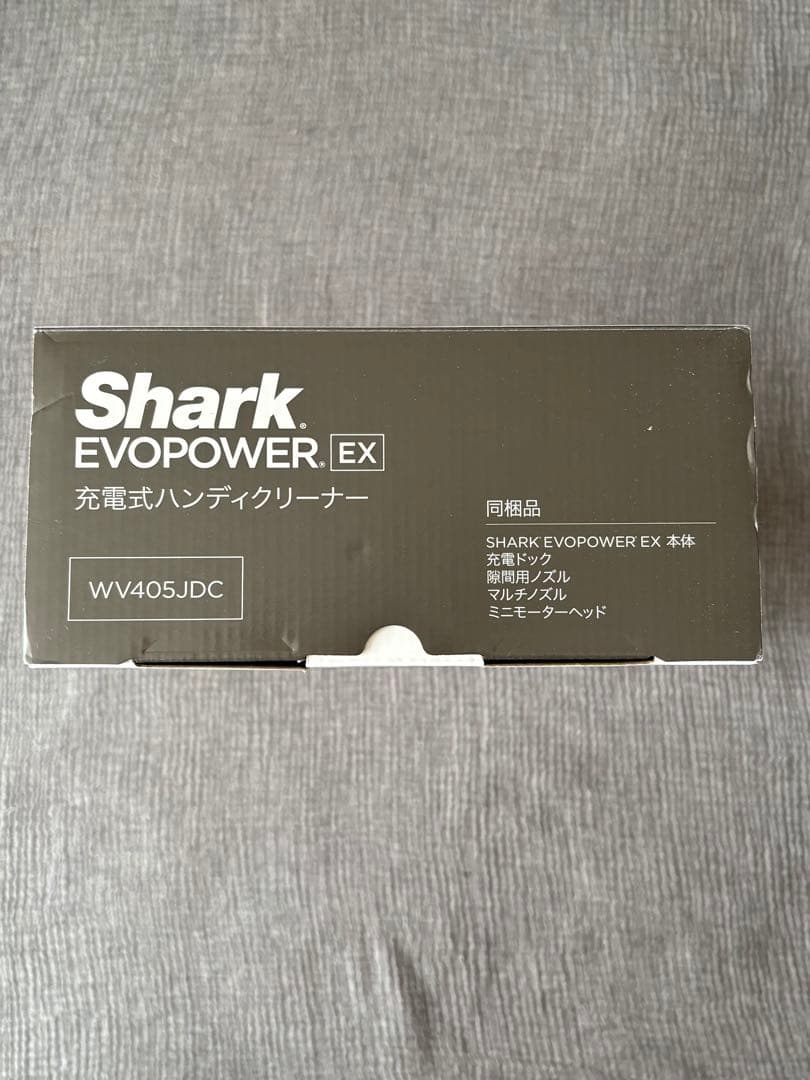 Shark®
EVOPOWER® EX
充電式ハンディクリーナー
WV405JDC
同梱品
SHARK® EVOPOWER® EX 本体
充電ドック
隙間用ノズル
マルチノズル
ミニモーターヘッド